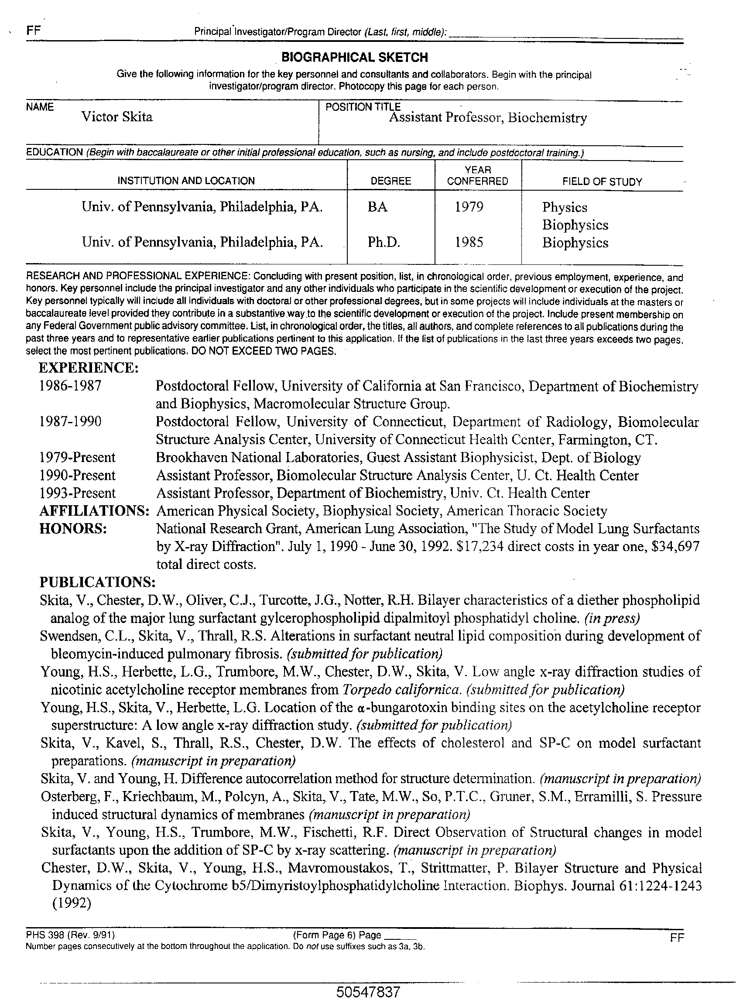 FF Principal Investigator/Program Director (Last, first, middle):
BIOGRAPHICAL SKETCH
Give the following information for the key personnel and consultants and collaborators. Begin with the principal
investigator/program director. Photocopy this page for each person.
NAME POSITION TITLE
Victor Skita Assistant Professor, Biochemistry
EDUCATION (Begin with baccalaureate or other initial professional education, such as nursing, and include postdoctoral training.)
INSTITUTION AND LOCATION DEGREE YEAR CONFERRED FIELD OF STUDY
Univ. of Pennsylvania, Philadelphia, PA. BA 1979 Physics
Biophysics
Univ. of Pennsylvania, Philadelphia, PA. Ph.D. 1985 Biophysics
RESEARCH AND PROFESSIONAL EXPERIENCE: Concluding with present position, list, in chronological order, previous employment, experience, and
honors. Key personnel include the principal investigator and any other individuals who participate in the scientific development or execution of the project.
Key personnel typically will include all individuals with doctoral or other professional degrees, but in some projects will include individuals at the masters or
baccalaureate level provided they contribute in a substantive way to the scientific development or execution of the project. Include present membership on
any Federal Government public advisory committee. List, in chronological order, the titles, all authors, and complete references to all publications during the
past three years and to representative earlier publications pertinent to this application. If the list of publications in the last three years exceeds two pages,
select the most pertinent publications. DO NOT EXCEED TWO PAGES.
EXPERIENCE:
1986-1987 Postdoctoral Fellow, University of California at San Francisco, Department of Biochemistry
and Biophysics, Macromolecular Structure Group.
1987-1990 Postdoctoral Fellow, University of Connecticut, Department of Radiology, Biomolecular
Structure Analysis Center, University of Connecticut Health Center, Farmington, CT.
1979-Present Brookhaven National Laboratories, Guest Assistant Biophysicist, Dept. of Biology
1990-Present Assistant Professor, Biomolecular Structure Analysis Center, U. Ct. Health Center
1993-Present Assistant Professor, Department of Biochemistry, Univ. Ct. Health Center
AFFILIATIONS: American Physical Society, Biophysical Society, American Thoracic Society
HONORS: National Research Grant, American Lung Association, "The Study of Model Lung Surfactants
by X-ray Diffraction". July 1, 1990 - June 30, 1992. $17,234 direct costs in year one, $34,697
total direct costs.
PUBLICATIONS:
Skita, V., Chester, D.W., Oliver, C.J., Turcotte, J.G., Notter, R.H. Bilayer characteristics of a diether phospholipid
analog of the major lung surfactant gylcerophospholipid dipalmitoyl phosphatidyl choline. (in press)
Swendsen, C.L., Skita, V., Thrall, R.S. Alterations in surfactant neutral lipid composition during development of
bleomycin-induced pulmonary fibrosis. (submitted for publication)
Young, H.S., Herbette, L.G., Trumbore, M.W., Chester, D.W., Skita, V. Low angle x-ray diffraction studies of
nicotinic acetylcholine receptor membranes from Torpedo californica. (submitted for publication)
Young, H.S., Skita, V., Herbette, L.G. Location of the α-bungarotoxin binding sites on the acetylcholine receptor
superstructure: A low angle x-ray diffraction study. (submitted for publication)
Skita, V., Kavel, S., Thrall, R.S., Chester, D.W. The effects of cholesterol and SP-C on model surfactant
preparations. (manuscript in preparation)
Skita, V. and Young, H. Difference autocorrelation method for structure determination. (manuscript in preparation)
Osterberg, F., Kriechbaum, M., Polcyn, A., Skita, V., Tate, M.W., So, P.T.C., Gruner, S.M., Erramilli, S. Pressure
induced structural dynamics of membranes (manuscript in preparation)
Skita, V., Young, H.S., Trumbore, M.W., Fischetti, R.F. Direct Observation of Structural changes in model
surfactants upon the addition of SP-C by x-ray scattering. (manuscript in preparation)
Chester, D.W., Skita, V., Young, H.S., Mavromoustakos, T., Strittmatter, P. Bilayer Structure and Physical
Dynamics of the Cytochrome b5/Dimyristoylphosphatidylcholine Interaction. Biophys. Journal 61:1224-1243
(1992)
PHS 398 (Rev. 9/91) (Form Page 6) Page FF
Number pages consecutively at the bottom throughout the application. Do not use suffixes such as 3a, 3b.
50547837